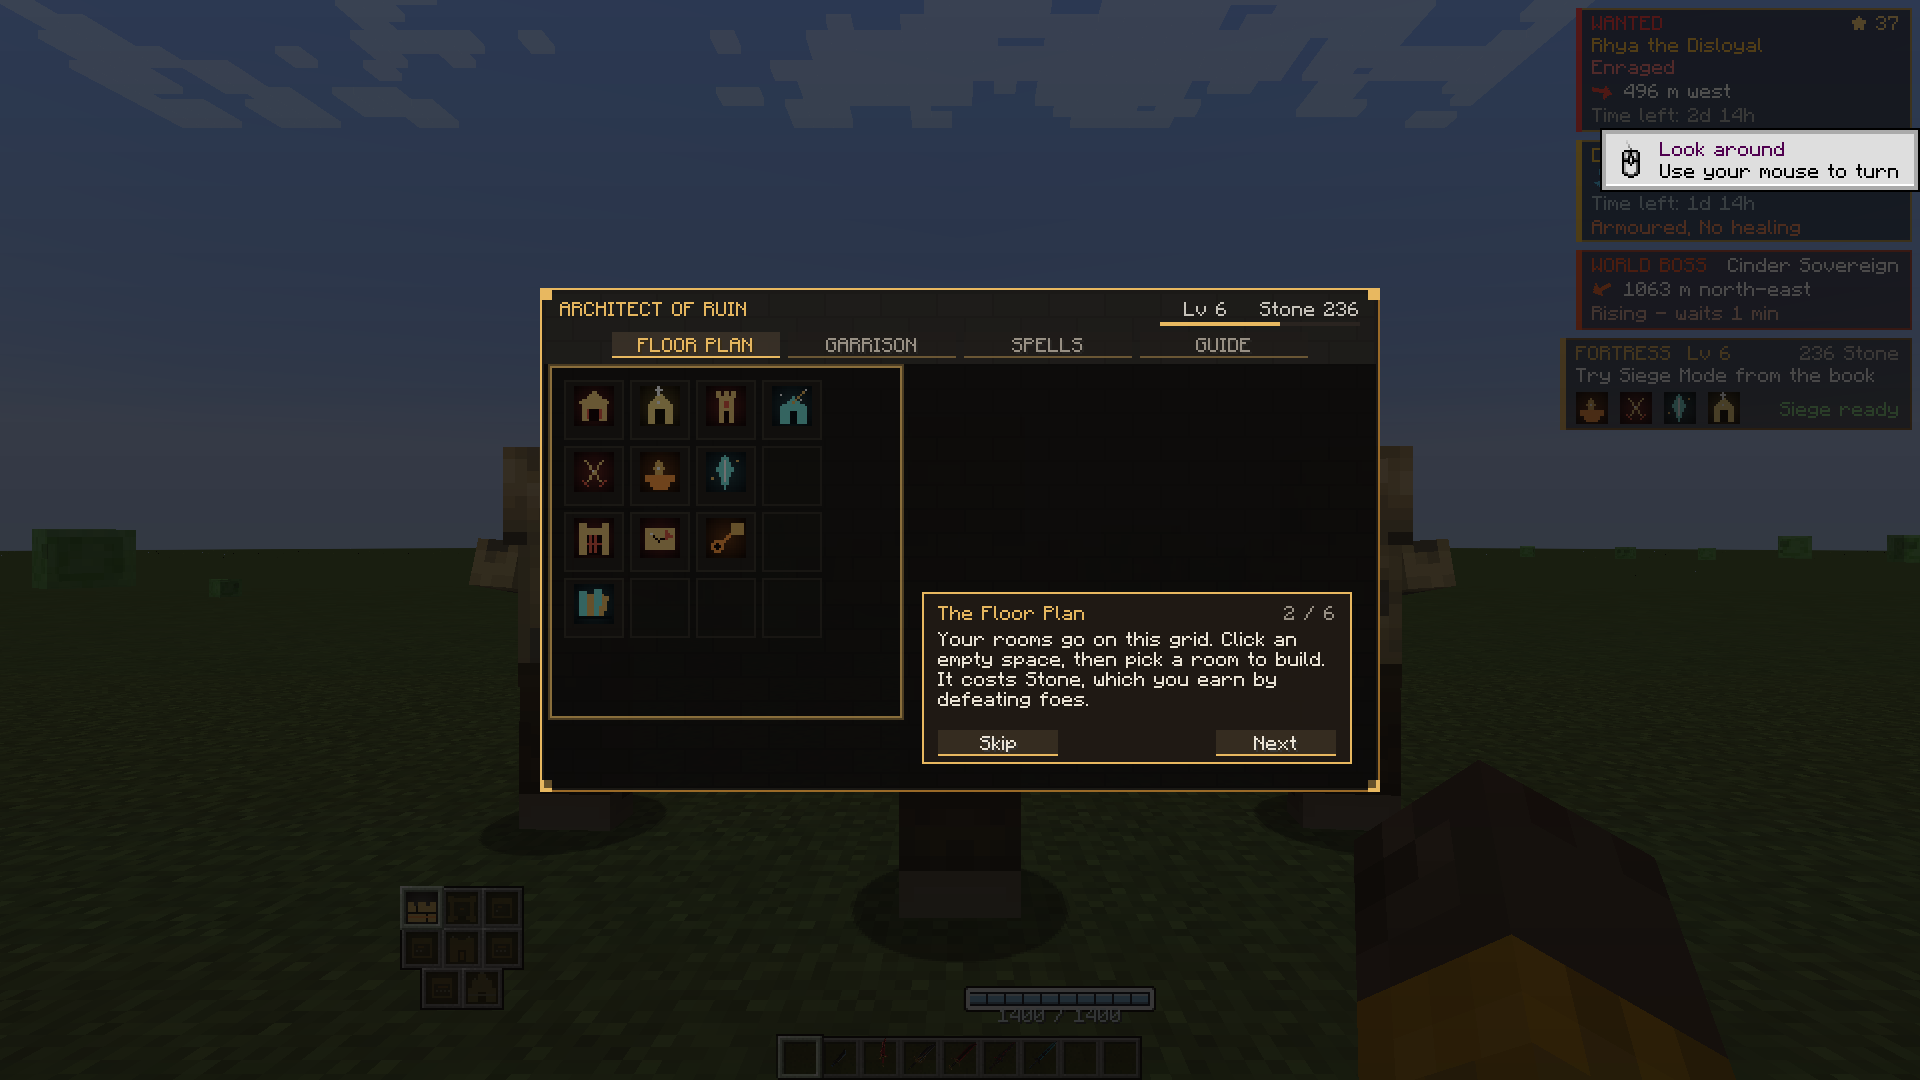 WANTED ★ 37
Rhya the Disloyal
Enraged
496 m west
Time left: 2d 14h
Look around
Use your mouse to turn
Time left: 1d 14h
Armoured, No healing
WORLD BOSS Cinder Sovereign
1063 m north-east
Rising - waits 1 min
FORTRESS Lv 6 236 Stone
Try Siege Mode from the book
Siege ready
ARCHITECT OF RUIN Lv 6 Stone 236
FLOOR PLAN GARRISON SPELLS GUIDE
The Floor Plan 2 / 6
Your rooms go on this grid. Click an
empty space, then pick a room to build.
It costs Stone, which you earn by
defeating foes.
Skip Next
1400 / 1400